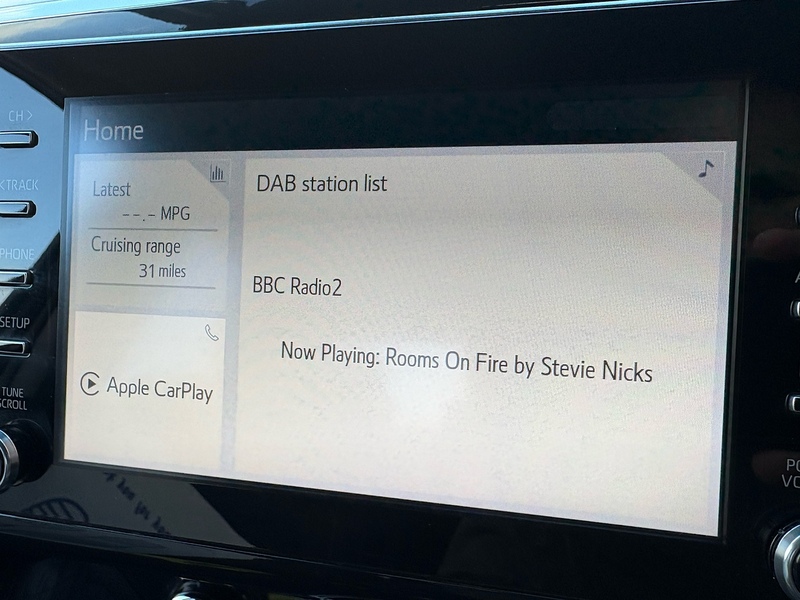 Home
CH >
TRACK
PHONE
SETUP
TUNE
SCROLL
Latest
--.- MPG
Cruising range
31 miles
Apple CarPlay
DAB station list
BBC Radio2
Now Playing: Rooms On Fire by Stevie Nicks